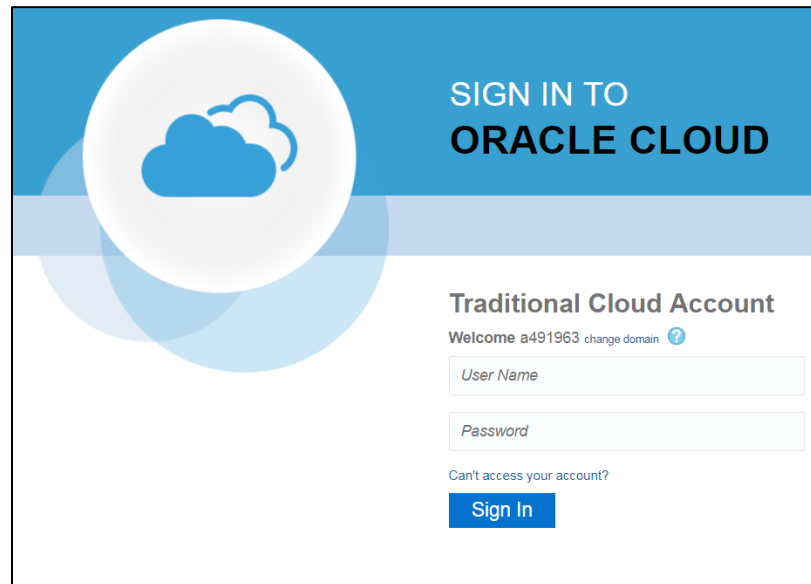 SIGN IN TO
ORACLE CLOUD
Traditional Cloud Account
Welcome a491963 change domain ?
User Name
Password
Can't access your account?
Sign In